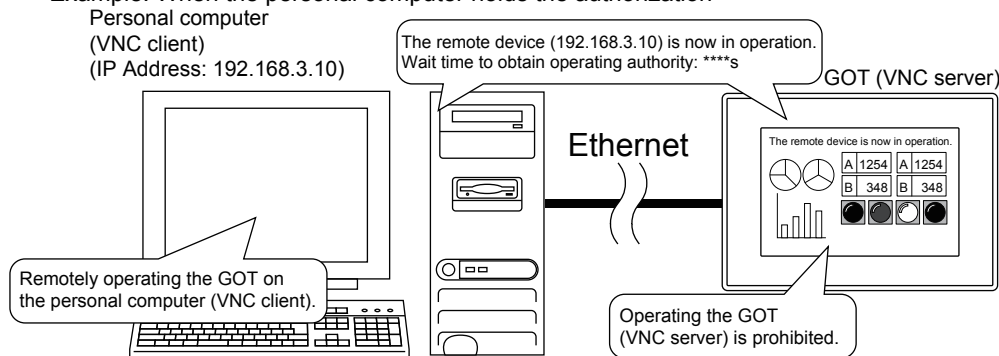 Example: When the personal computer holds the authorization
Personal computer
(VNC client)
(IP Address: 192.168.3.10)
The remote device (192.168.3.10) is now in operation.
Wait time to obtain operating authority: ****s
GOT (VNC server)
Ethernet
The remote device is now in operation.
A 1254 A 1254
B 348 B 348
Remotely operating the GOT on
the personal computer (VNC client).
Operating the GOT
(VNC server) is prohibited.